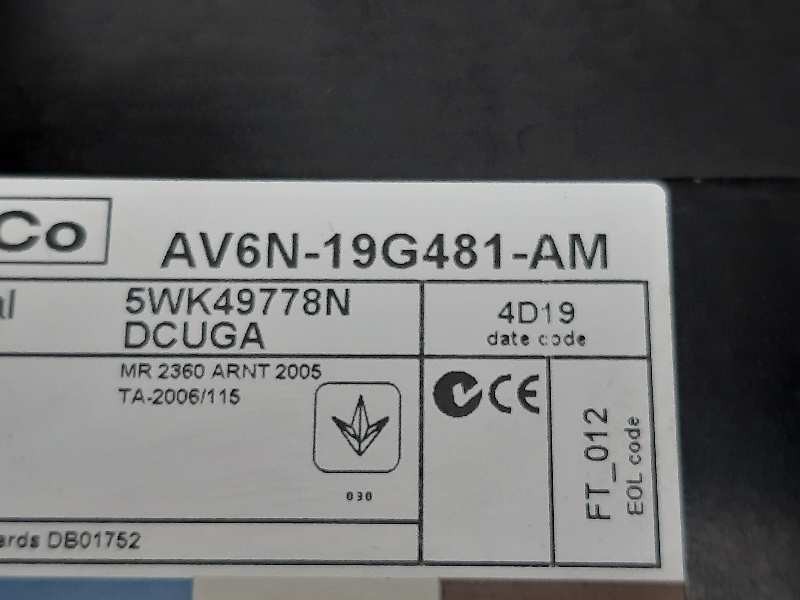 Co
AV6N-19G481-AM
al
5WK49778N
DCUGA
4D19
date code
MR 2360 ARNT 2005
TA-2006/115
CE
030
FT_012
EOL code
ards DB01752